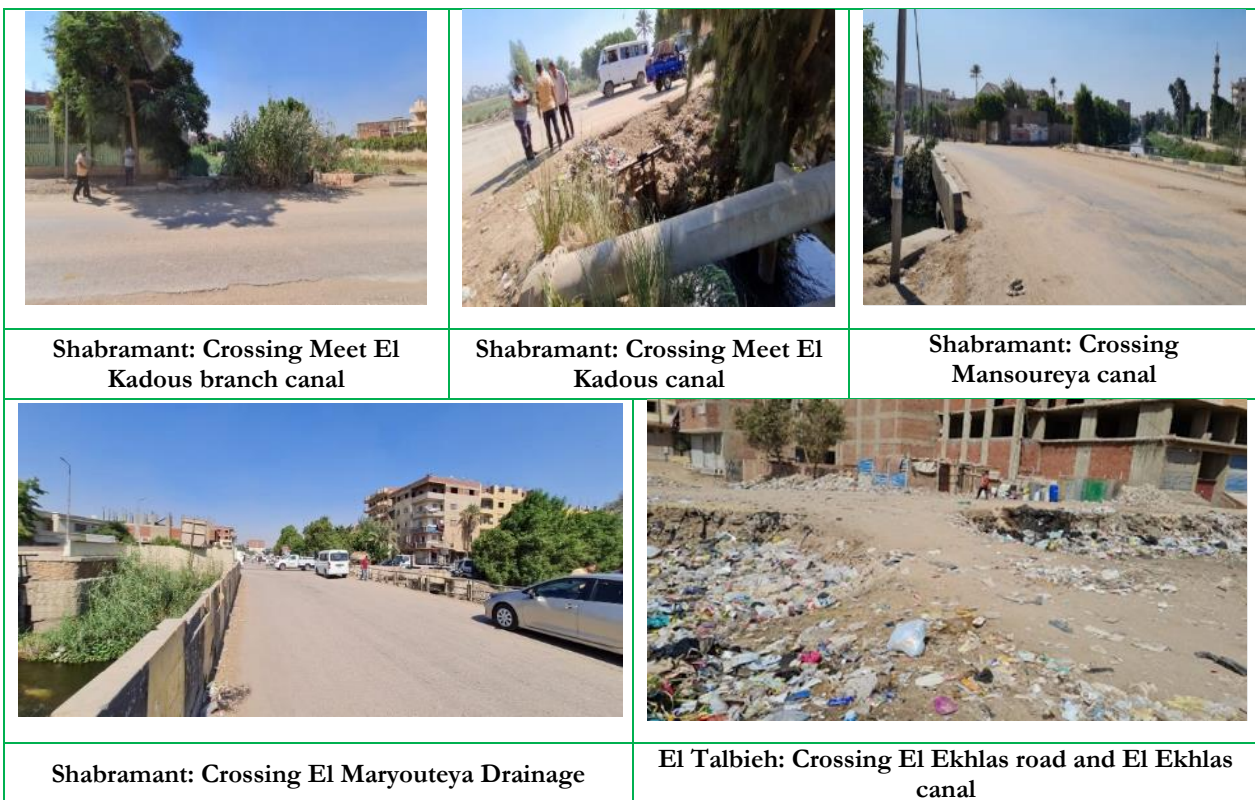 Shabramant: Crossing Meet El
Kadous branch canal
Shabramant: Crossing Meet El
Kadous canal
Shabramant: Crossing
Mansoureya canal
Shabramant: Crossing El Maryouteya Drainage
El Talbieh: Crossing El Ekhlas road and El Ekhlas
canal